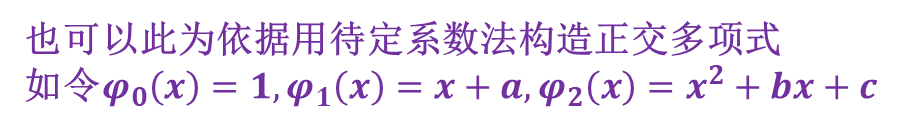 也可以此为依据用待定系数法构造正交多项式
如令φ₀(x) = 1, φ₁(x) = x + a, φ₂(x) = x² + bx + c